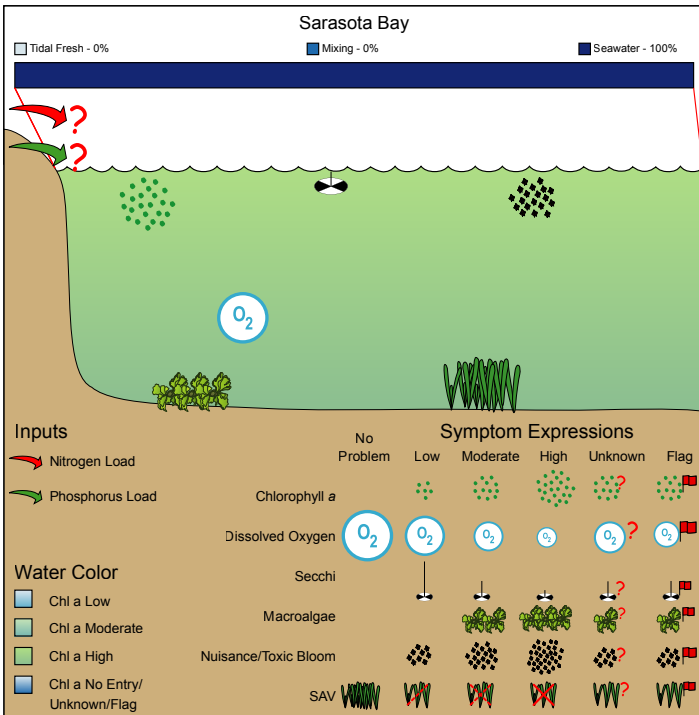 Sarasota Bay
Tidal Fresh - 0% Mixing - 0% Seawater - 100%
?
?
O2
Inputs
Nitrogen Load
Phosphorus Load
Water Color
Chl a Low
Chl a Moderate
Chl a High
Chl a No Entry/
Unknown/Flag
Symptom Expressions
No
Problem Low Moderate High Unknown Flag
Chlorophyll a ?
Dissolved Oxygen O2 O2 O2 O2 O2 ? O2
Secchi ?
Macroalgae ?
Nuisance/Toxic Bloom ?
SAV ?